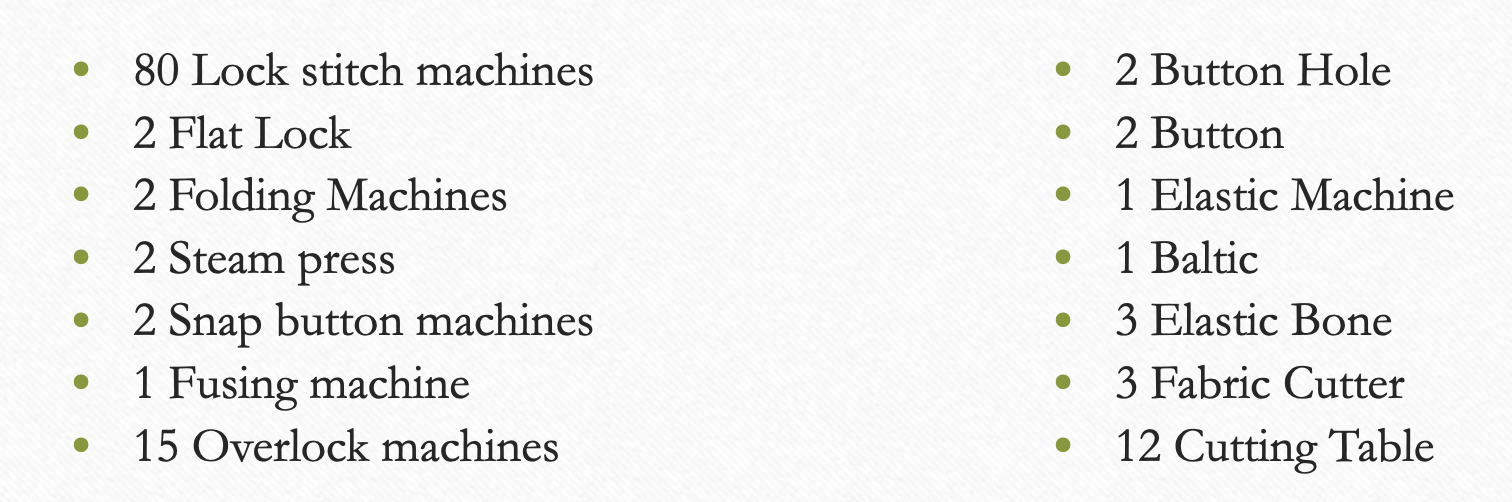 • 80 Lock stitch machines
• 2 Flat Lock
• 2 Folding Machines
• 2 Steam press
• 2 Snap button machines
• 1 Fusing machine
• 15 Overlock machines
• 2 Button Hole
• 2 Button
• 1 Elastic Machine
• 1 Baltic
• 3 Elastic Bone
• 3 Fabric Cutter
• 12 Cutting Table